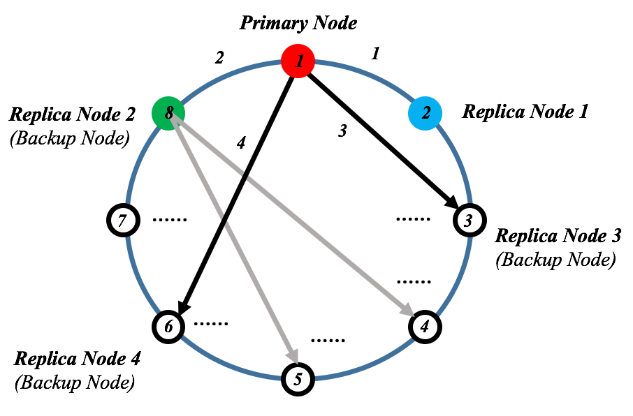 Primary Node
2
1
1
Replica Node 2
(Backup Node)
8
2
Replica Node 1
4
3
7
......
......
3
Replica Node 3
(Backup Node)
......
6
......
4
......
Replica Node 4
(Backup Node)
5